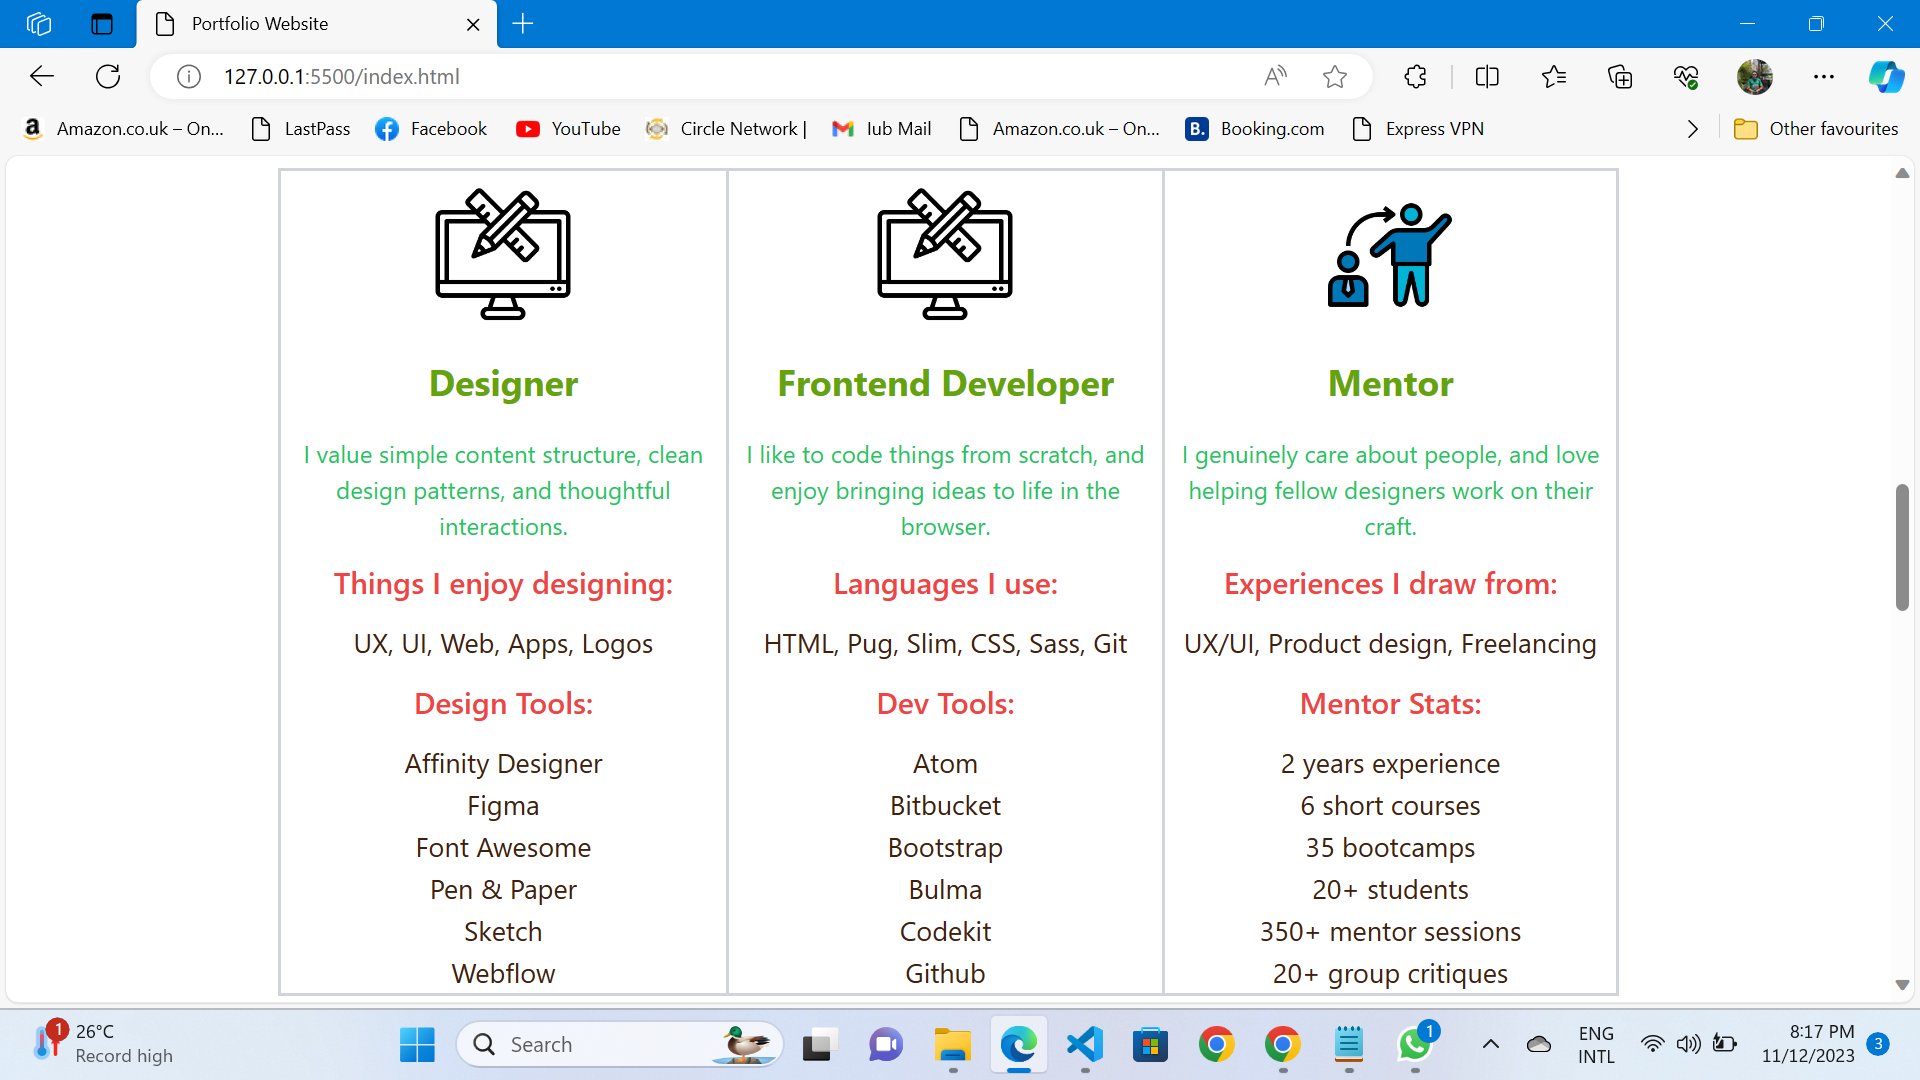 Portfolio Website
127.0.0.1:5500/index.html
Amazon.co.uk – On...
LastPass
Facebook
YouTube
Circle Network |
Iub Mail
Amazon.co.uk – On...
B.
Booking.com
Express VPN
Other favourites
Designer
I value simple content structure, clean
design patterns, and thoughtful
interactions.
Things I enjoy designing:
UX, UI, Web, Apps, Logos
Design Tools:
Affinity Designer
Figma
Font Awesome
Pen & Paper
Sketch
Webflow
Frontend Developer
I like to code things from scratch, and
enjoy bringing ideas to life in the
browser.
Languages I use:
HTML, Pug, Slim, CSS, Sass, Git
Dev Tools:
Atom
Bitbucket
Bootstrap
Bulma
Codekit
Github
Mentor
I genuinely care about people, and love
helping fellow designers work on their
craft.
Experiences I draw from:
UX/UI, Product design, Freelancing
Mentor Stats:
2 years experience
6 short courses
35 bootcamps
20+ students
350+ mentor sessions
20+ group critiques
1
26°C
Record high
Search
1
ENG
INTL
8:17 PM
11/12/2023
3